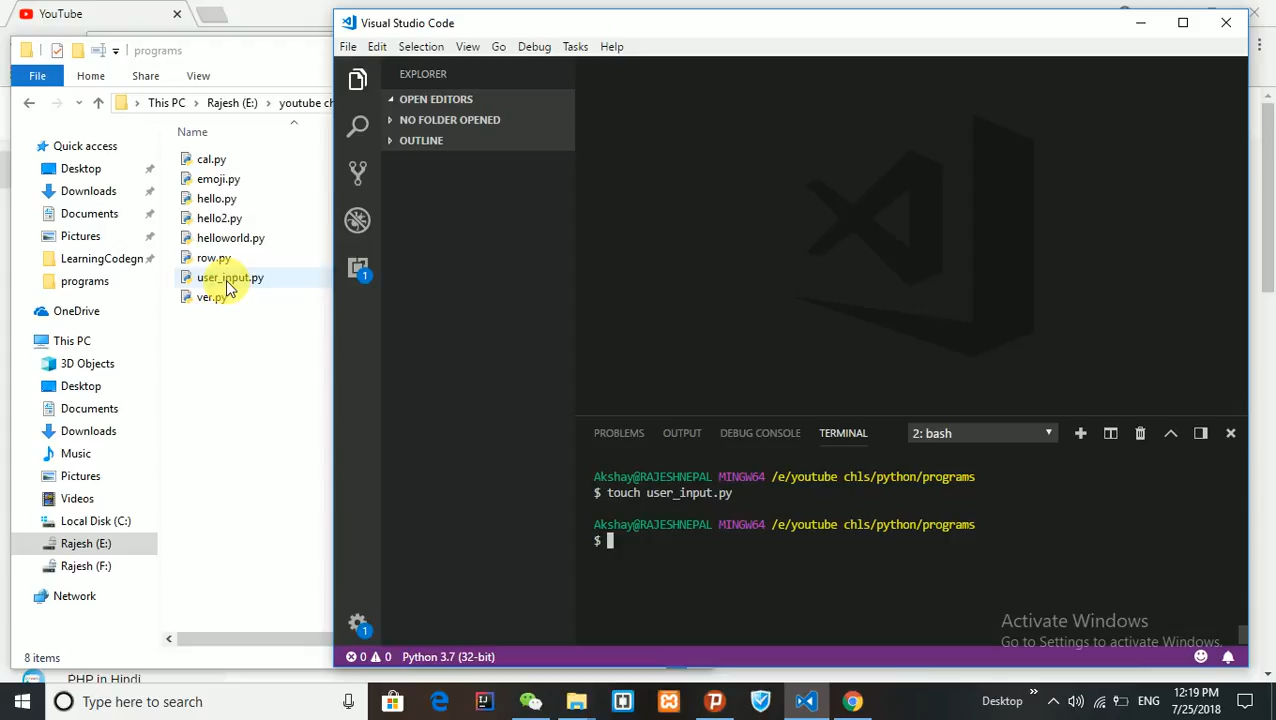 YouTube
programs
File
Home
Share
View
This PC
Rajesh (E:)
youtube ch
Name
Quick access
Desktop
Downloads
Documents
Pictures
LearningCodegn
programs
OneDrive
This PC
3D Objects
Desktop
Documents
Downloads
Music
Pictures
Videos
Local Disk (C:)
Rajesh (E:)
Rajesh (F:)
Network
cal.py
emoji.py
hello.py
hello2.py
helloworld.py
row.py
user_input.py
ver.py
8 items
PHP in Hindi
Visual Studio Code
File Edit Selection View Go Debug Tasks Help
EXPLORER
OPEN EDITORS
NO FOLDER OPENED
OUTLINE
1
1
PROBLEMS OUTPUT DEBUG CONSOLE TERMINAL 2: bash
Akshay@RAJESHNEPAL MINGW64 /e/youtube chls/python/programs
$ touch user_input.py
Akshay@RAJESHNEPAL MINGW64 /e/youtube chls/python/programs
$
Activate Windows
Go to Settings to activate Windows.
0 0 Python 3.7 (32-bit)
Type here to search
Desktop
ENG
12:19 PM
7/25/2018